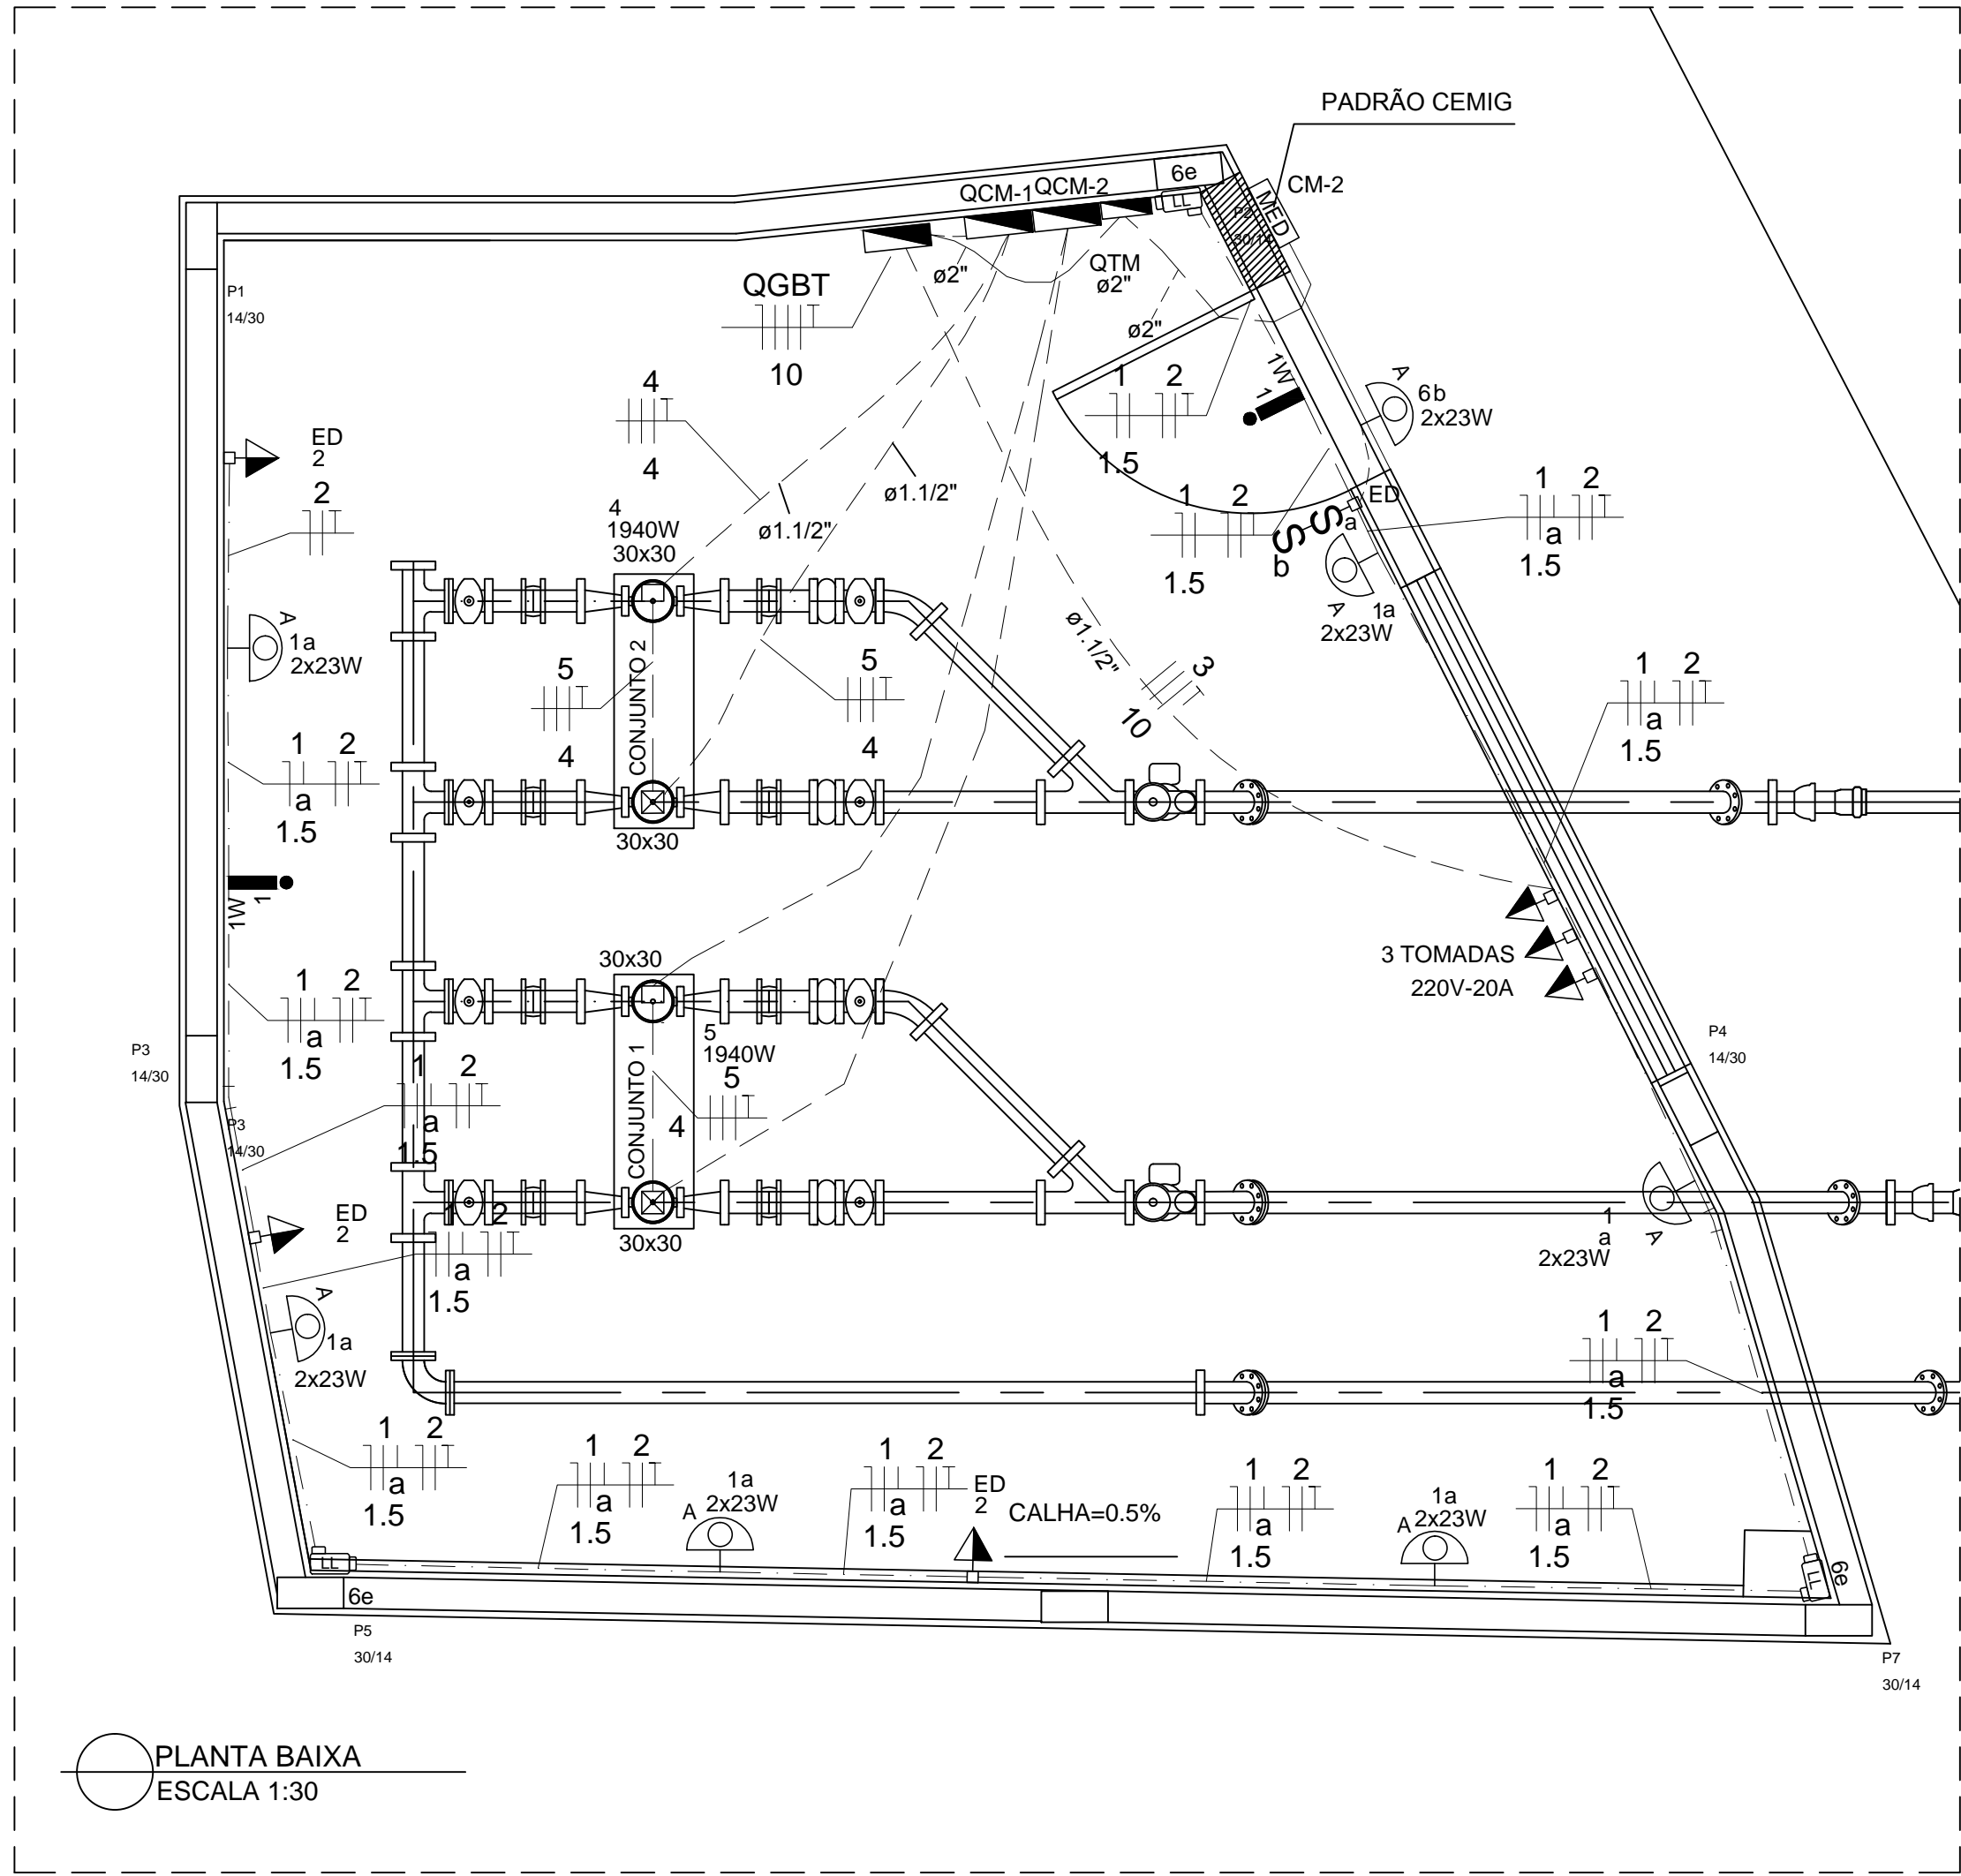 PADRÃO CEMIG
6e
QCM-1
QCM-2
CM-2
LL
MED
P2
30/14
QGBT
10
ø2"
QTM
ø2"
ø2"
P1
14/30
4
4
1
2
1.5
1W
1
A
6b
2x23W
ED
2
2
ø1.1/2"
4
1940W
30x30
ø1.1/2"
1
2
1.5
S
a
S
b
ED
1
2
a
1.5
A
1a
2x23W
A
1a
2x23W
ø1.1/2"
3
10
5
4
CONJUNTO 2
5
4
30x30
1
2
a
1.5
1
2
a
1.5
1W
1
30x30
3 TOMADAS
220V-20A
1
2
a
1.5
P3
14/30
P3
14/30
1
2
a
1.5
CONJUNTO 1
5
1940W
5
4
30x30
P4
14/30
ED
2
1
2
a
1.5
1
a
2x23W
A
A
1a
2x23W
1
2
a
1.5
1
2
a
1.5
1
2
a
1.5
1a
A
2x23W
1
2
a
1.5
ED
2
CALHA=0.5%
1
2
a
1.5
1a
A
2x23W
1
2
a
1.5
LL
6e
LL
6e
P5
30/14
P7
30/14
PLANTA BAIXA
ESCALA 1:30